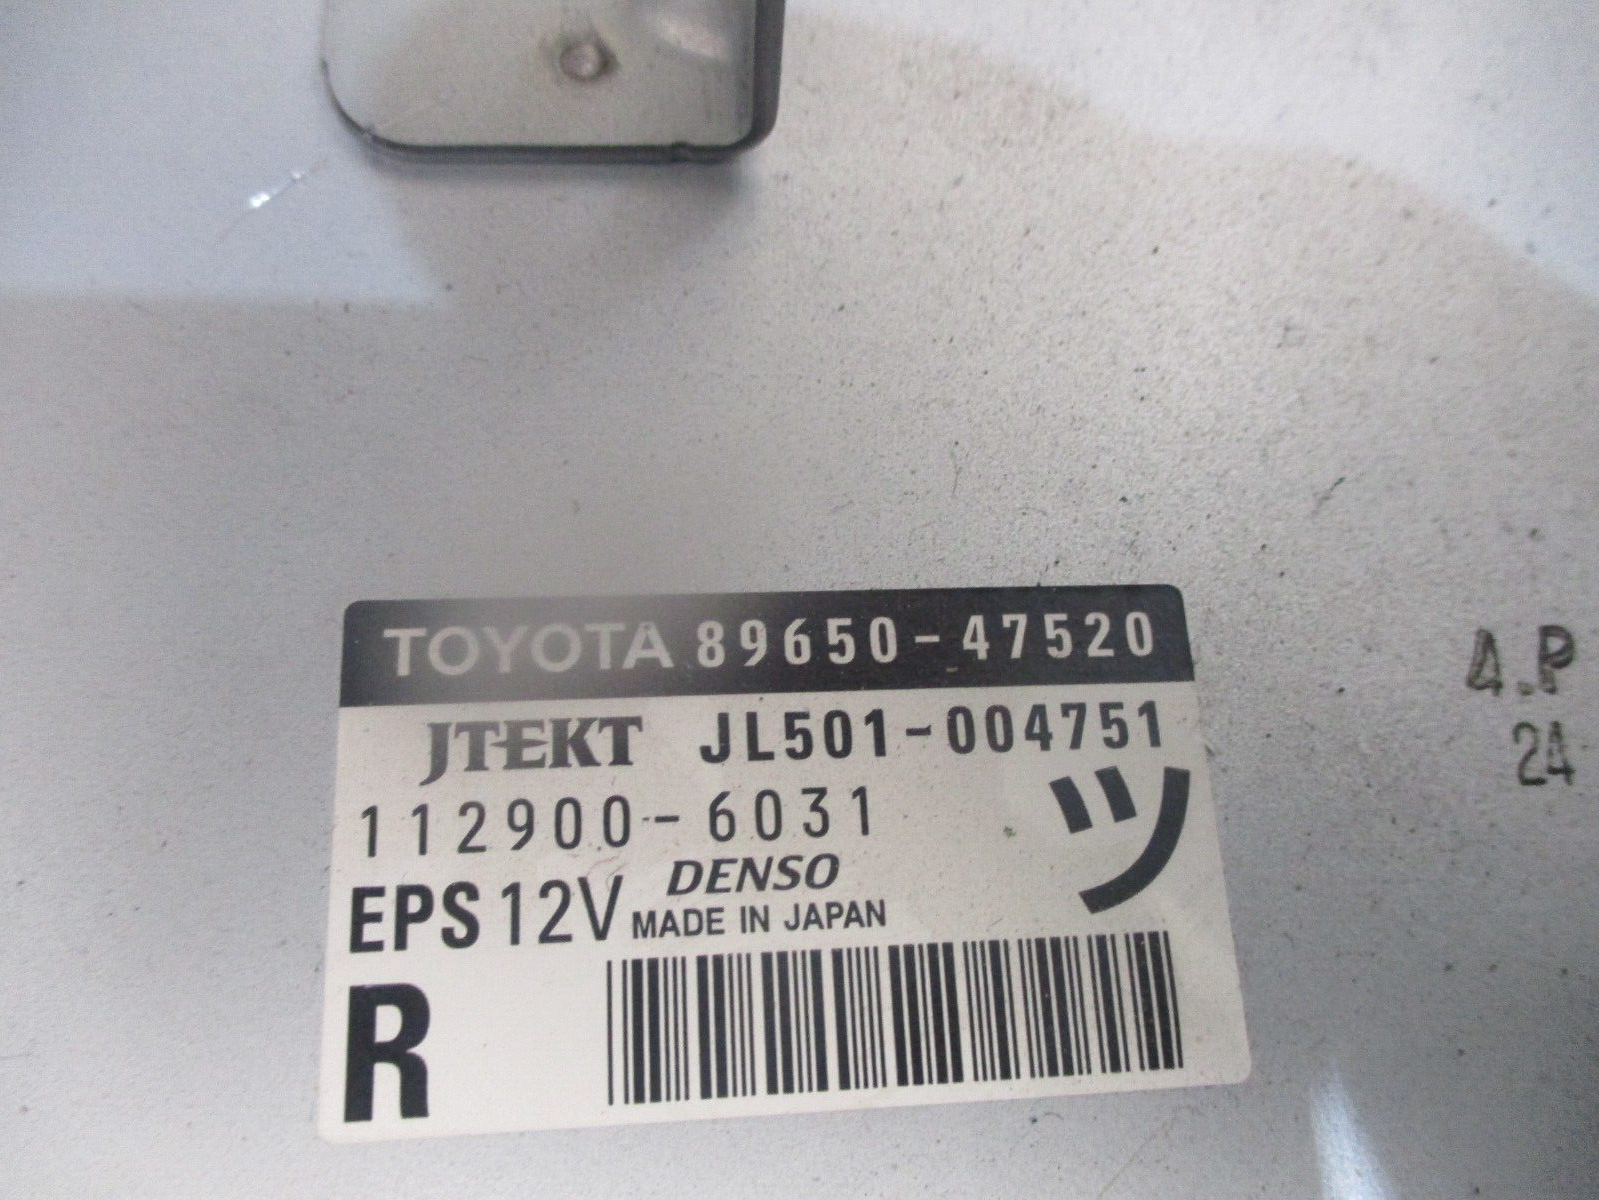 TOYOTA 89650-47520
JTEKT JL501-004751
112900-6031
ツ
EPS 12V DENSO
MADE IN JAPAN
R
4.P
24